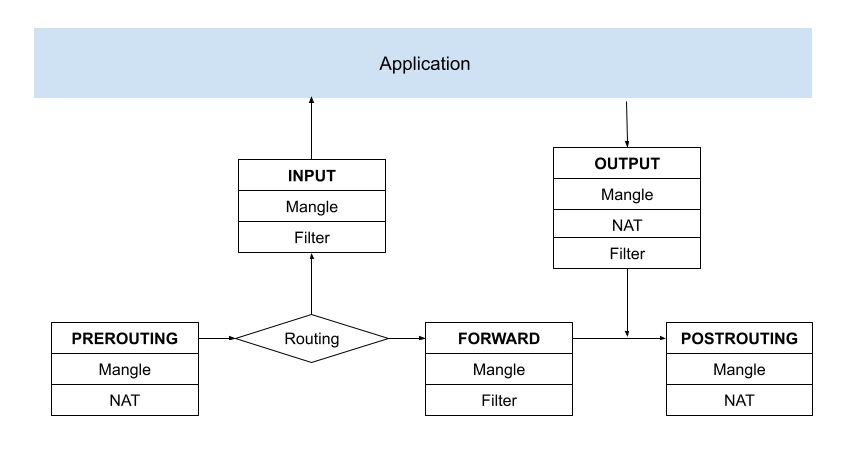 Application
INPUT
Mangle
Filter
OUTPUT
Mangle
NAT
Filter
PREROUTING
Mangle
NAT
Routing
FORWARD
Mangle
Filter
POSTROUTING
Mangle
NAT